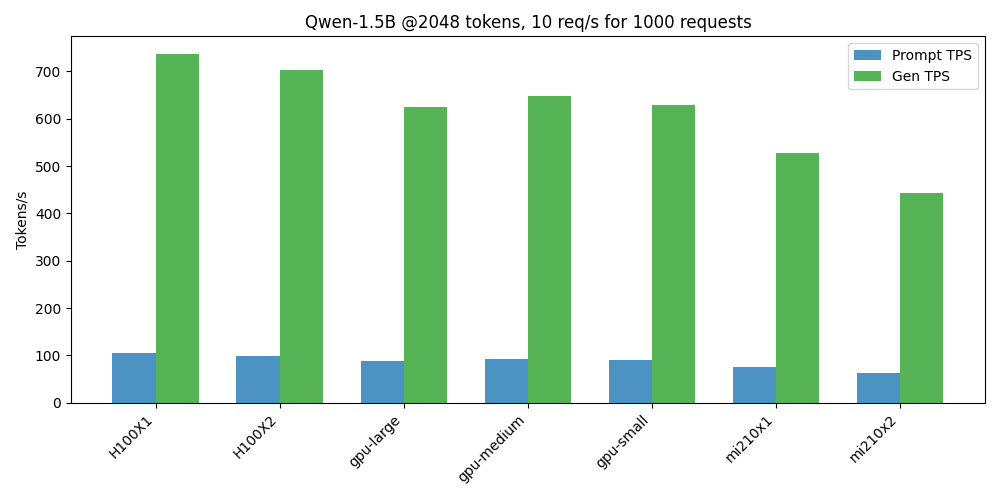 Qwen-1.5B @2048 tokens, 10 req/s for 1000 requests
Prompt TPS
Gen TPS
Tokens/s
700
600
500
400
300
200
100
0
H100X1
H100X2
gpu-large
gpu-medium
gpu-small
mi210x1
mi210x2